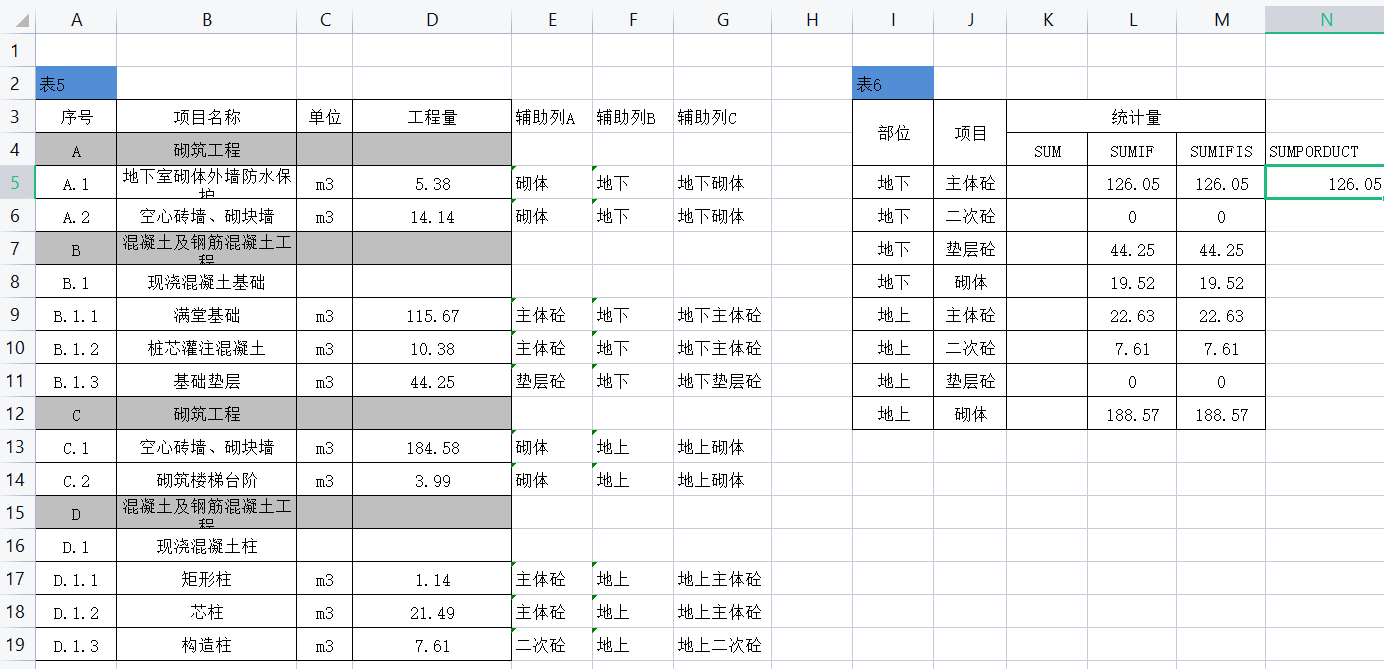 A B C D E F G H I J K L M N
1
2 表5 表6
3 序号 项目名称 单位 工程量 辅助列A 辅助列B 辅助列C 部位 项目 统计量
4 A 砌筑工程 SUM SUMIF SUMIFIS SUMPORDUCT
5 A.1 地下室砌体外墙防水保
护 m3 5.38 砌体 地下 地下砌体 地下 主体砼 126.05 126.05 126.05
6 A.2 空心砖墙、砌块墙 m3 14.14 砌体 地下 地下砌体 地下 二次砼 0 0
7 B 混凝土及钢筋混凝土工
程 地下 垫层砼 44.25 44.25
8 B.1 现浇混凝土基础 地下 砌体 19.52 19.52
9 B.1.1 满堂基础 m3 115.67 主体砼 地下 地下主体砼 地上 主体砼 22.63 22.63
10 B.1.2 桩芯灌注混凝土 m3 10.38 主体砼 地下 地下主体砼 地上 二次砼 7.61 7.61
11 B.1.3 基础垫层 m3 44.25 垫层砼 地下 地下垫层砼 地上 垫层砼 0 0
12 C 砌筑工程 地上 砌体 188.57 188.57
13 C.1 空心砖墙、砌块墙 m3 184.58 砌体 地上 地上砌体
14 C.2 砌筑楼梯台阶 m3 3.99 砌体 地上 地上砌体
15 D 混凝土及钢筋混凝土工
程
16 D.1 现浇混凝土柱
17 D.1.1 矩形柱 m3 1.14 主体砼 地上 地上主体砼
18 D.1.2 芯柱 m3 21.49 主体砼 地上 地上主体砼
19 D.1.3 构造柱 m3 7.61 二次砼 地上 地上二次砼